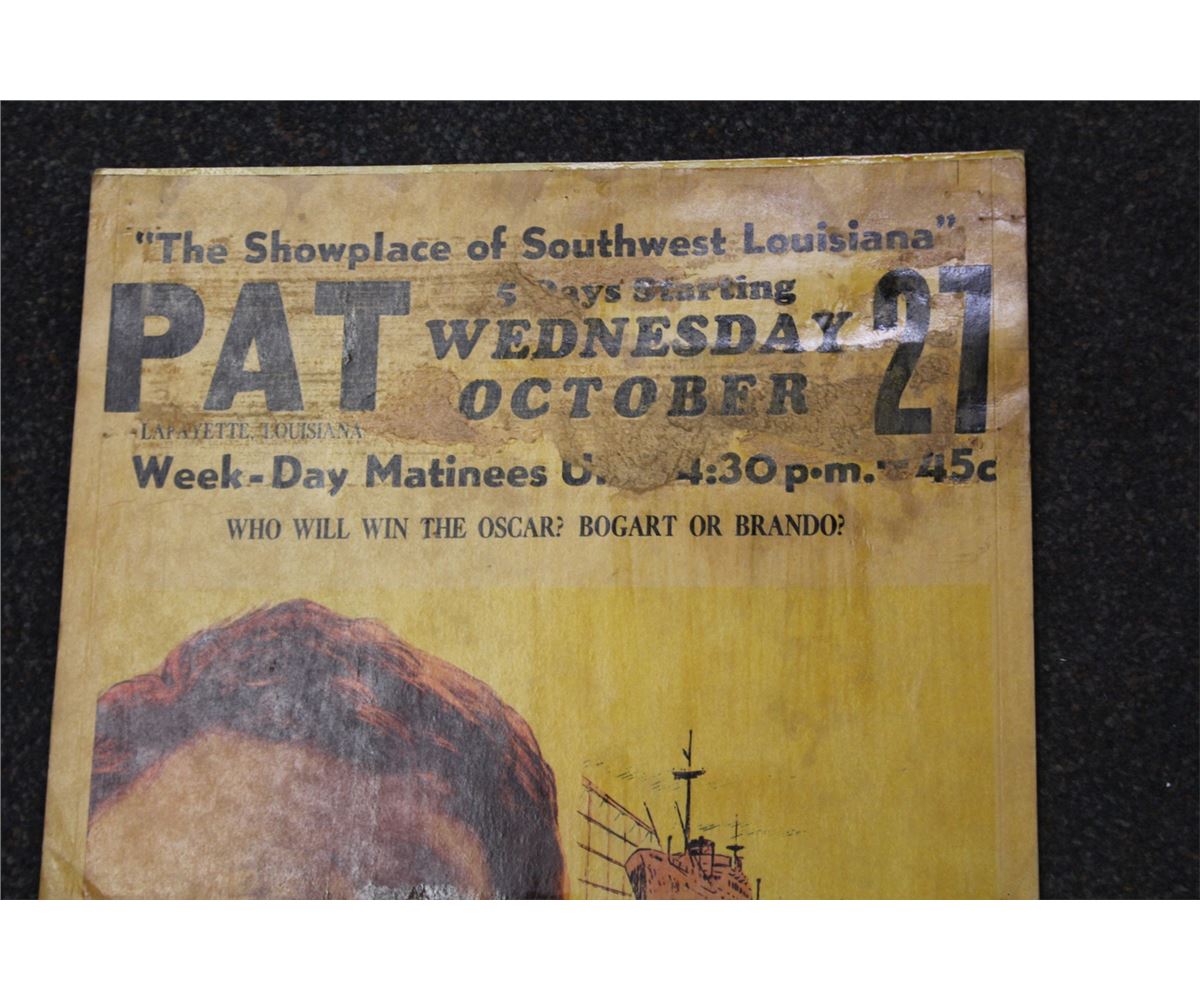 "The Showplace of Southwest Louisiana"
PAT
LAFAYETTE, LOUISIANA
5 Days Starting
WEDNESDAY
OCTOBER
27
Week-Day Matinees 4:30 p.m. - 45c
WHO WILL WIN THE OSCAR? BOGART OR BRANDO?